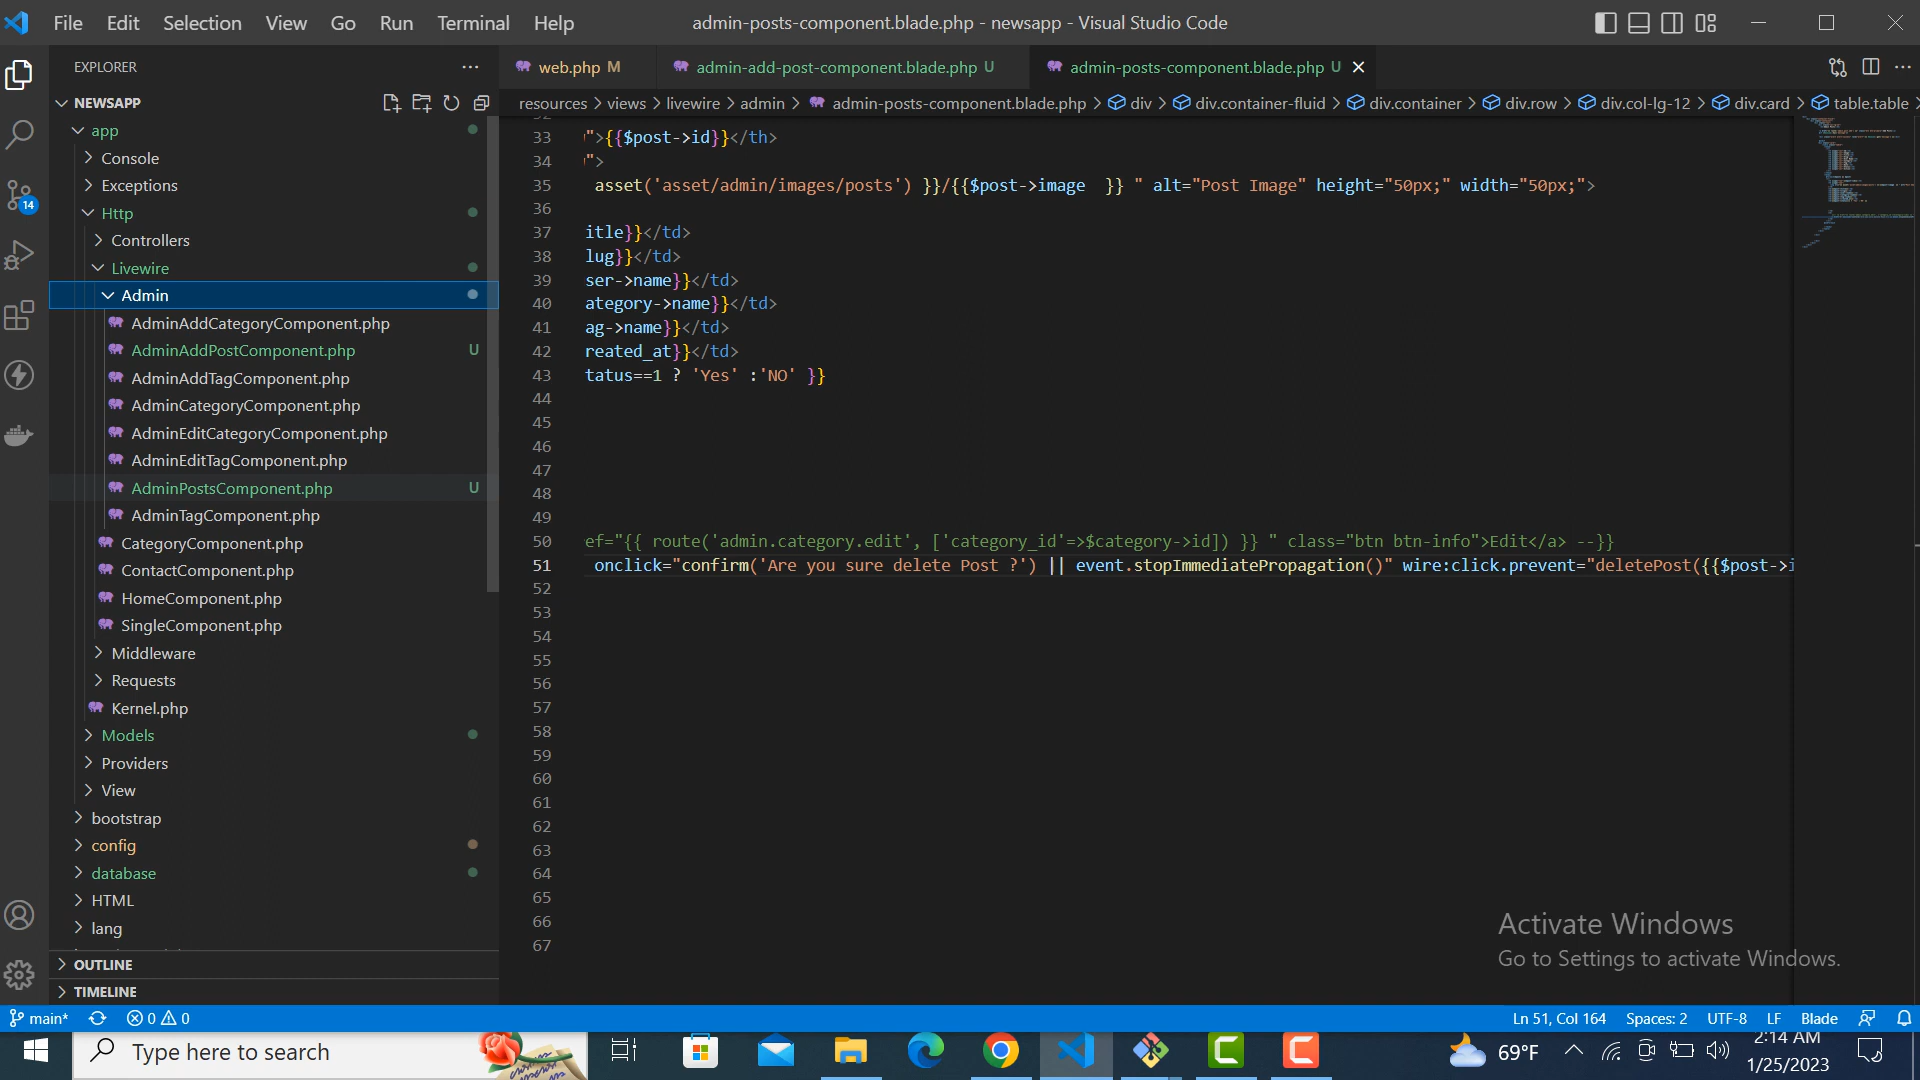 File Edit Selection View Go Run Terminal Help
admin-posts-component.blade.php - newsapp - Visual Studio Code
EXPLORER
web.php M
admin-add-post-component.blade.php U
admin-posts-component.blade.php U
NEWSAPP
resources > views > livewire > admin > admin-posts-component.blade.php > div > div.container-fluid > div.container > div.row > div.col-lg-12 > div.card > table.table >
app
Console
Exceptions
Http
Controllers
Livewire
Admin
AdminAddCategoryComponent.php
AdminAddPostComponent.php U
AdminAddTagComponent.php
AdminCategoryComponent.php
AdminEditCategoryComponent.php
AdminEditTagComponent.php
AdminPostsComponent.php U
AdminTagComponent.php
CategoryComponent.php
ContactComponent.php
HomeComponent.php
SingleComponent.php
Middleware
Requests
Kernel.php
Models
Providers
View
bootstrap
config
database
HTML
lang
OUTLINE
TIMELINE
14
33 ">{{$post->id}}</th>
34 ">
35 asset('asset/admin/images/posts') }}/{{$post->image }} " alt="Post Image" height="50px;" width="50px;">
36
37 itle}}</td>
38 lug}}</td>
39 ser->name}}</td>
40 ategory->name}}</td>
41 ag->name}}</td>
42 reated_at}}</td>
43 tatus==1 ? 'Yes' :'NO' }}
44
45
46
47
48
49
50 ef="{{ route('admin.category.edit', ['category_id'=>$category->id]) }} " class="btn btn-info">Edit</a> --}}
51 onclick="confirm('Are you sure delete Post ?') || event.stopImmediatePropagation()" wire:click.prevent="deletePost({{$post->i
52
53
54
55
56
57
58
59
60
61
62
63
64
65
66
67
Activate Windows
Go to Settings to activate Windows.
main* 0 0
Ln 51, Col 164 Spaces: 2 UTF-8 LF Blade
Type here to search
69°F
2:14 AM
1/25/2023